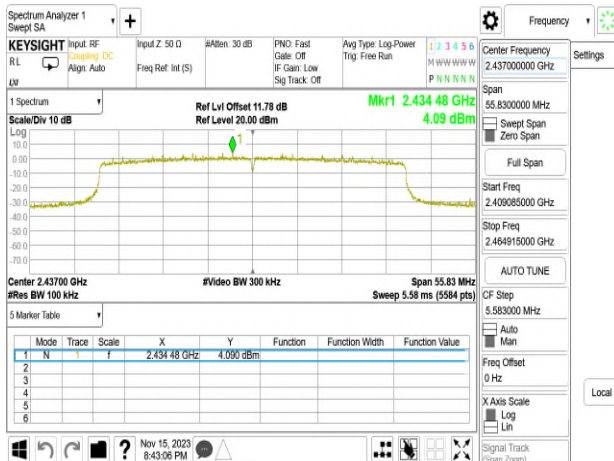 Spectrum Analyzer 1
Swept SA
+
Frequency
KEYSIGHT
RL
Input: RF
Coupling: DC
Align: Auto
Input Z: 50 Ω
Freq Ref: Int (S)
#Atten: 30 dB
PNO: Fast
Gate: Off
IF Gain: Low
Sig Track: Off
Avg Type: Log-Power
Trig: Free Run
1 2 3 4 5 6
M W W W W W
P N N N N N
Center Frequency
2.437000000 GHz
Settings
Span
55.8300000 MHz
Swept Span
Zero Span
Full Span
Start Freq
2.409085000 GHz
Stop Freq
2.464915000 GHz
AUTO TUNE
CF Step
5.583000 MHz
Auto
Man
Freq Offset
0 Hz
X Axis Scale
Log
Lin
Local
Signal Track
(Span Zoom)
1 Spectrum
Scale/Div 10 dB
Log
Ref Lvl Offset 11.78 dB
Ref Level 20.00 dBm
Mkr1 2.434 48 GHz
4.09 dBm
1
10.0
0.00
-10.0
-20.0
-30.0
-40.0
-50.0
-60.0
-70.0
Center 2.43700 GHz
#Res BW 100 kHz
#Video BW 300 kHz
Span 55.83 MHz
Sweep 5.58 ms (5584 pts)
5 Marker Table
Mode Trace Scale X Y Function Function Width Function Value
1 N 1 f 2.434 48 GHz 4.090 dBm
2
3
4
5
6
?
Nov 15, 2023
8:43:06 PM